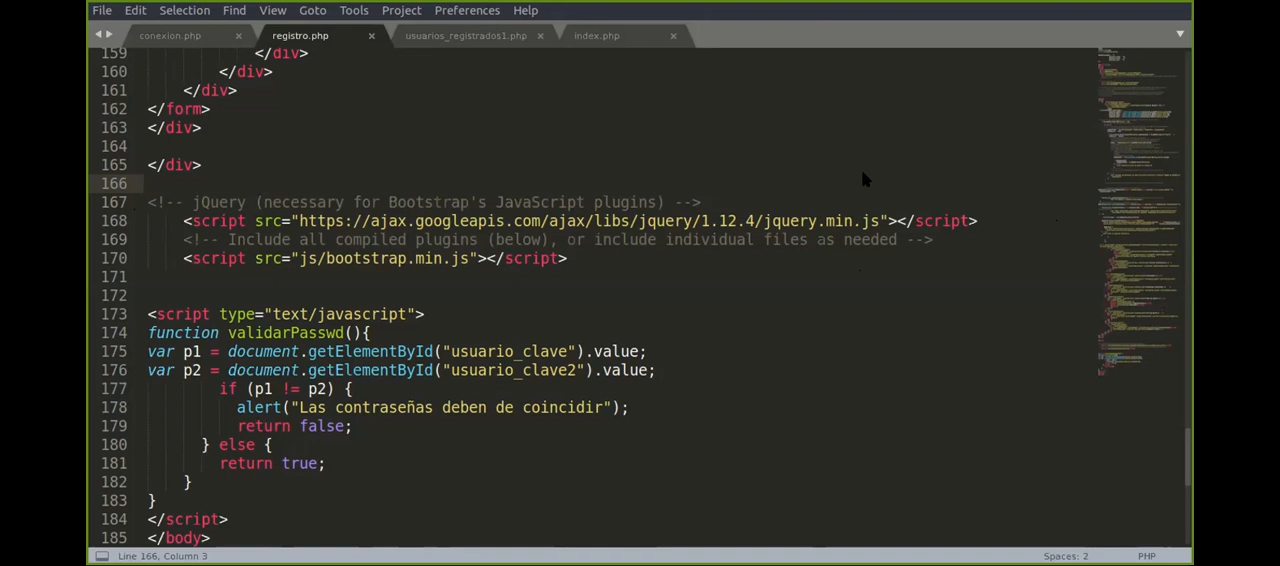 File Edit Selection Find View Goto Tools Project Preferences Help
conexion.php × registro.php × usuarios_registrados1.php × index.php ×
159 </div>
160 </div>
161 </div>
162 </form>
163 </div>
164
165 </div>
166
167 <!-- jQuery (necessary for Bootstrap's JavaScript plugins) -->
168 <script src="https://ajax.googleapis.com/ajax/libs/jquery/1.12.4/jquery.min.js"></script>
169 <!-- Include all compiled plugins (below), or include individual files as needed -->
170 <script src="js/bootstrap.min.js"></script>
171
172
173 <script type="text/javascript">
174 function validarPasswd(){
175 var p1 = document.getElementById("usuario_clave").value;
176 var p2 = document.getElementById("usuario_clave2").value;
177 if (p1 != p2) {
178 alert("Las contraseñas deben de coincidir");
179 return false;
180 } else {
181 return true;
182 }
183 }
184 </script>
185 </body>
Line 166, Column 3 Spaces: 2 PHP